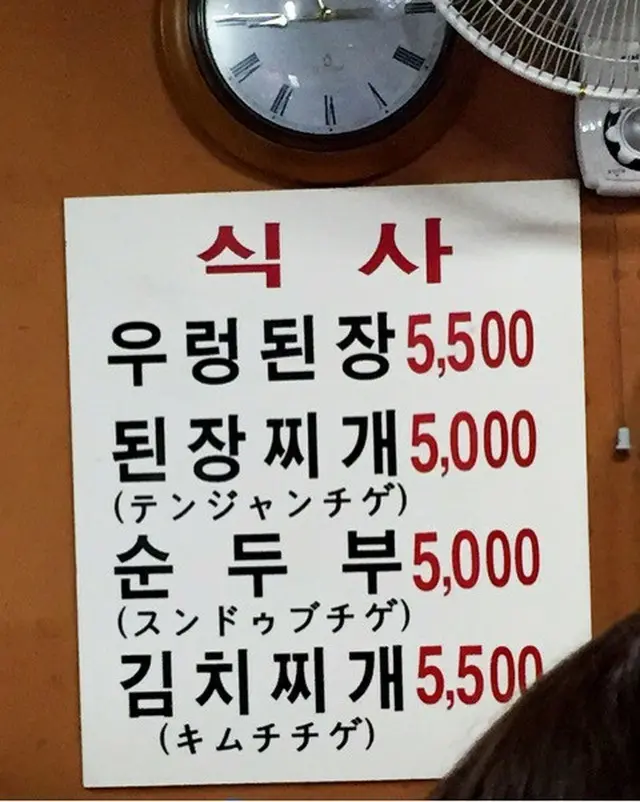 식 사
우렁된장 5,500
된장찌개 5,000
(テンジャンチゲ)
순 두 부 5,000
(スンドゥブチゲ)
김치찌개 5,500
(キムチチゲ)